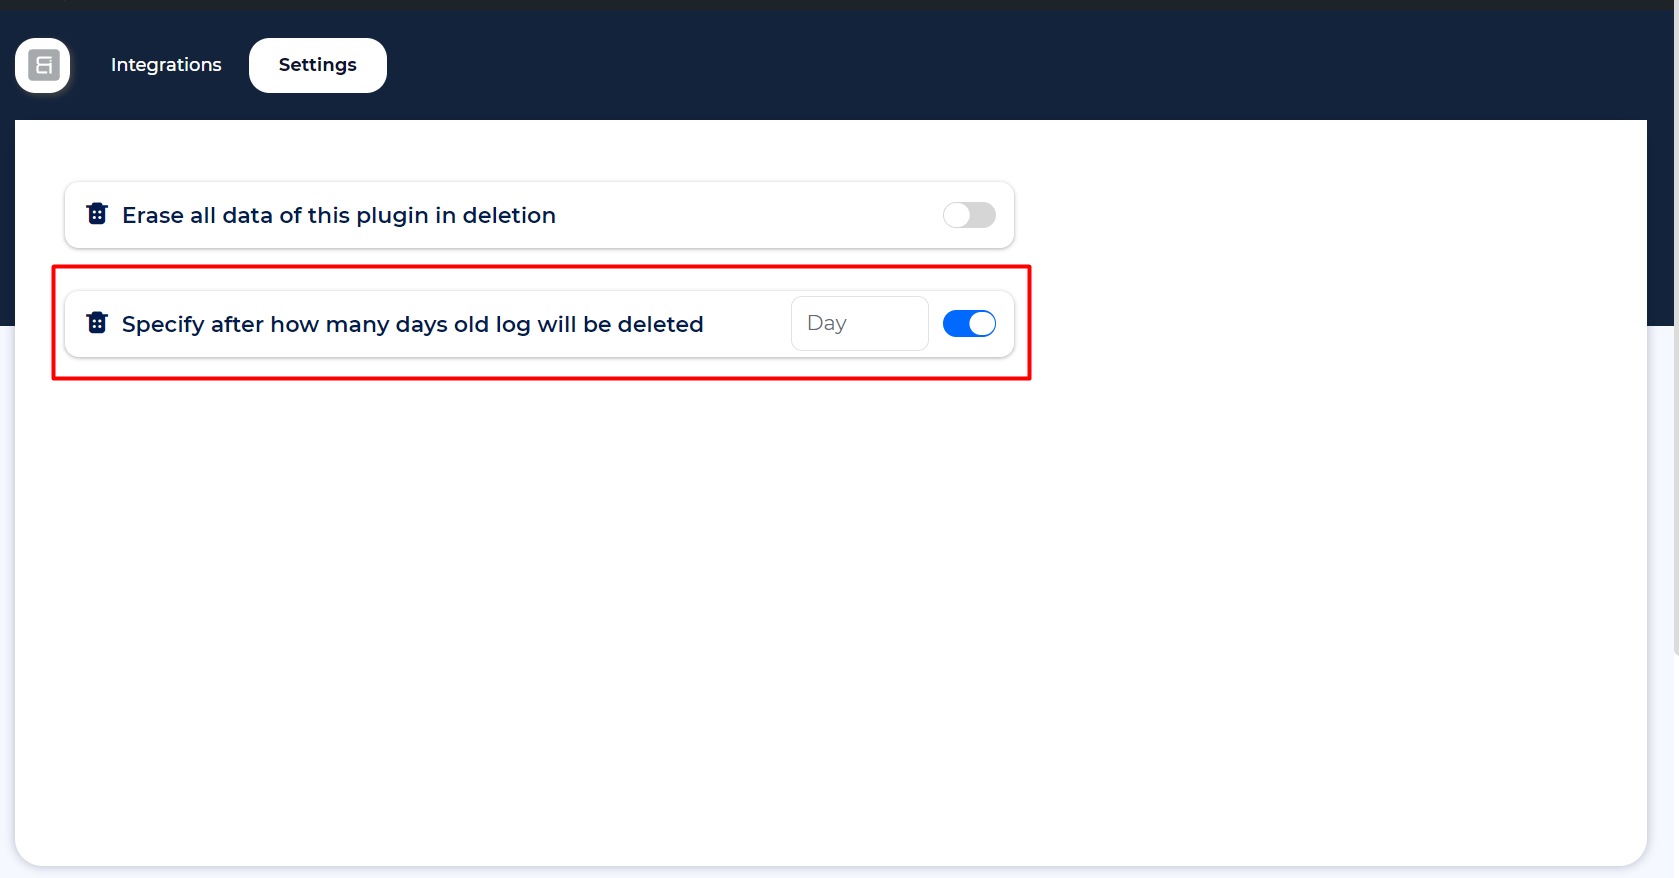 Integrations
Settings
Erase all data of this plugin in deletion
Specify after how many days old log will be deleted
Day